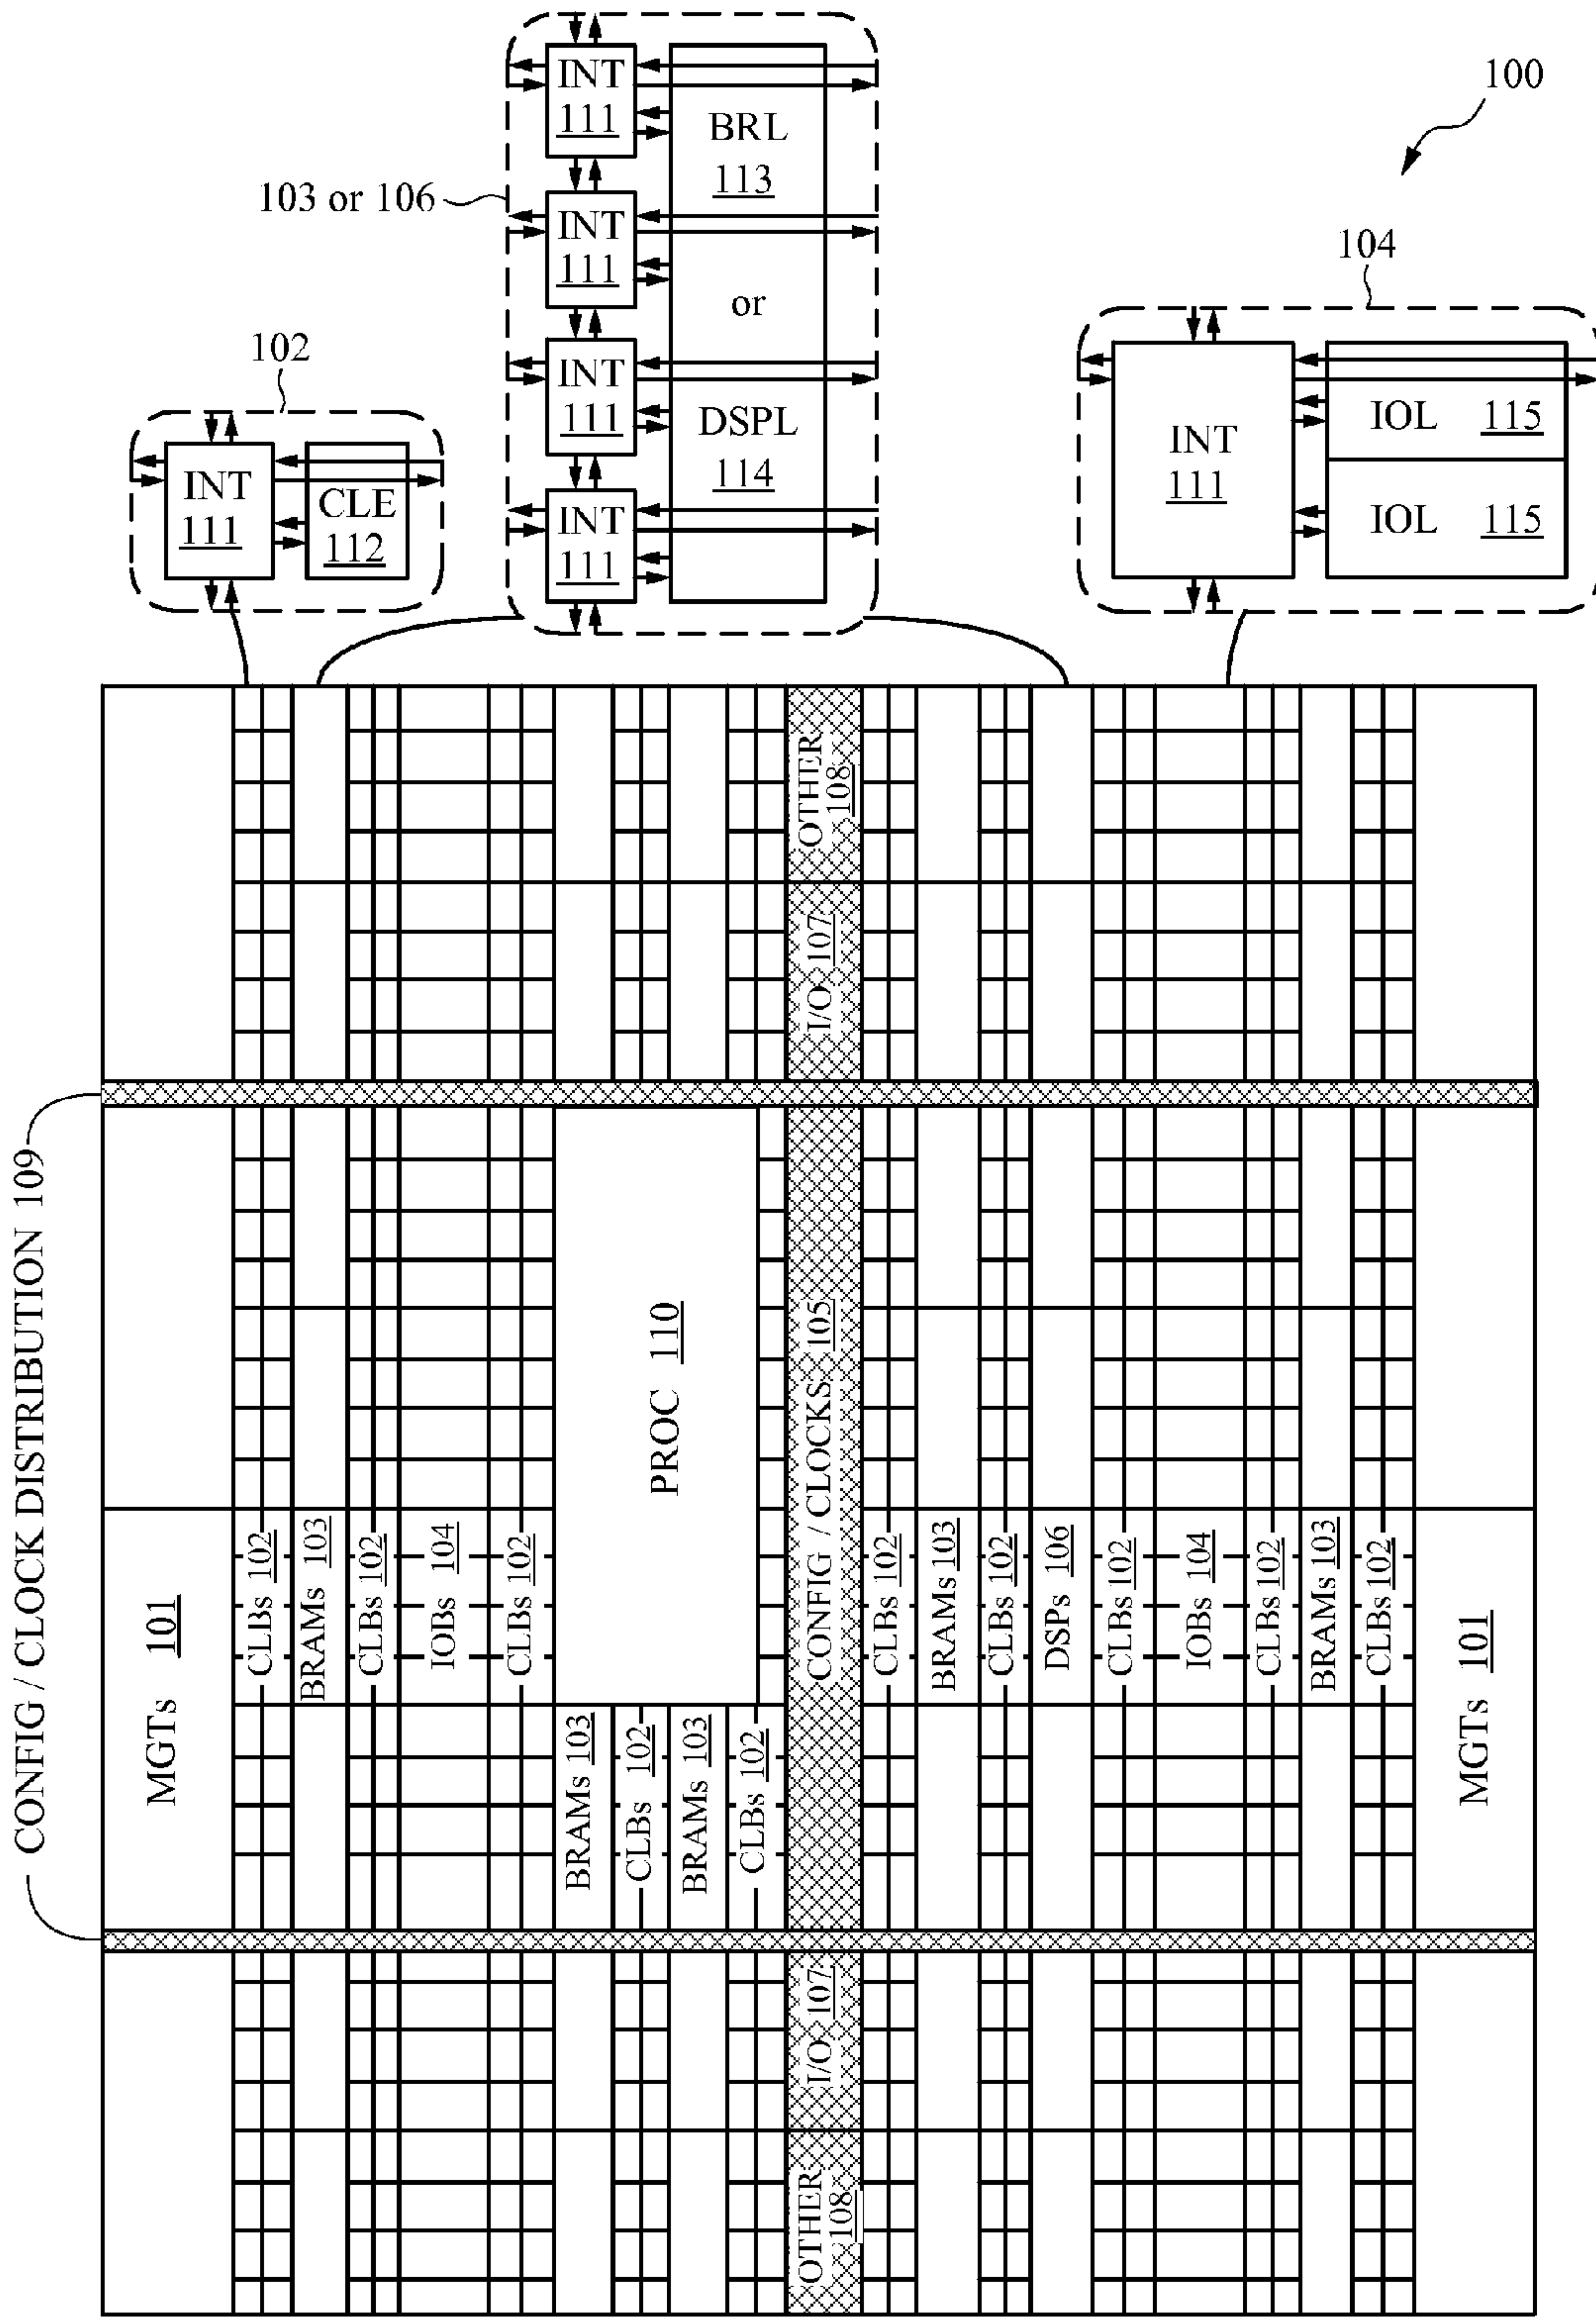 100
INT
111
INT
111
INT
111
INT
111
BRL
113
or
DSPL
114
103 or 106
104
INT
111
IOL 115
IOL 115
102
INT
111
CLE
112
OTHER
108
I/O 107
CONFIG / CLOCK DISTRIBUTION 109
PROC 110
CONFIG / CLOCKS 105
MGTs 101
CLBs 102
BRAMs 103
CLBs 102
IOBs 104
CLBs 102
BRAMs 103
CLBs 102
BRAMs 103
CLBs 102
CLBs 102
BRAMs 103
CLBs 102
DSPs 106
CLBs 102
IOBs 104
CLBs 102
BRAMs 103
CLBs 102
MGTs 101
I/O 107
OTHER
108